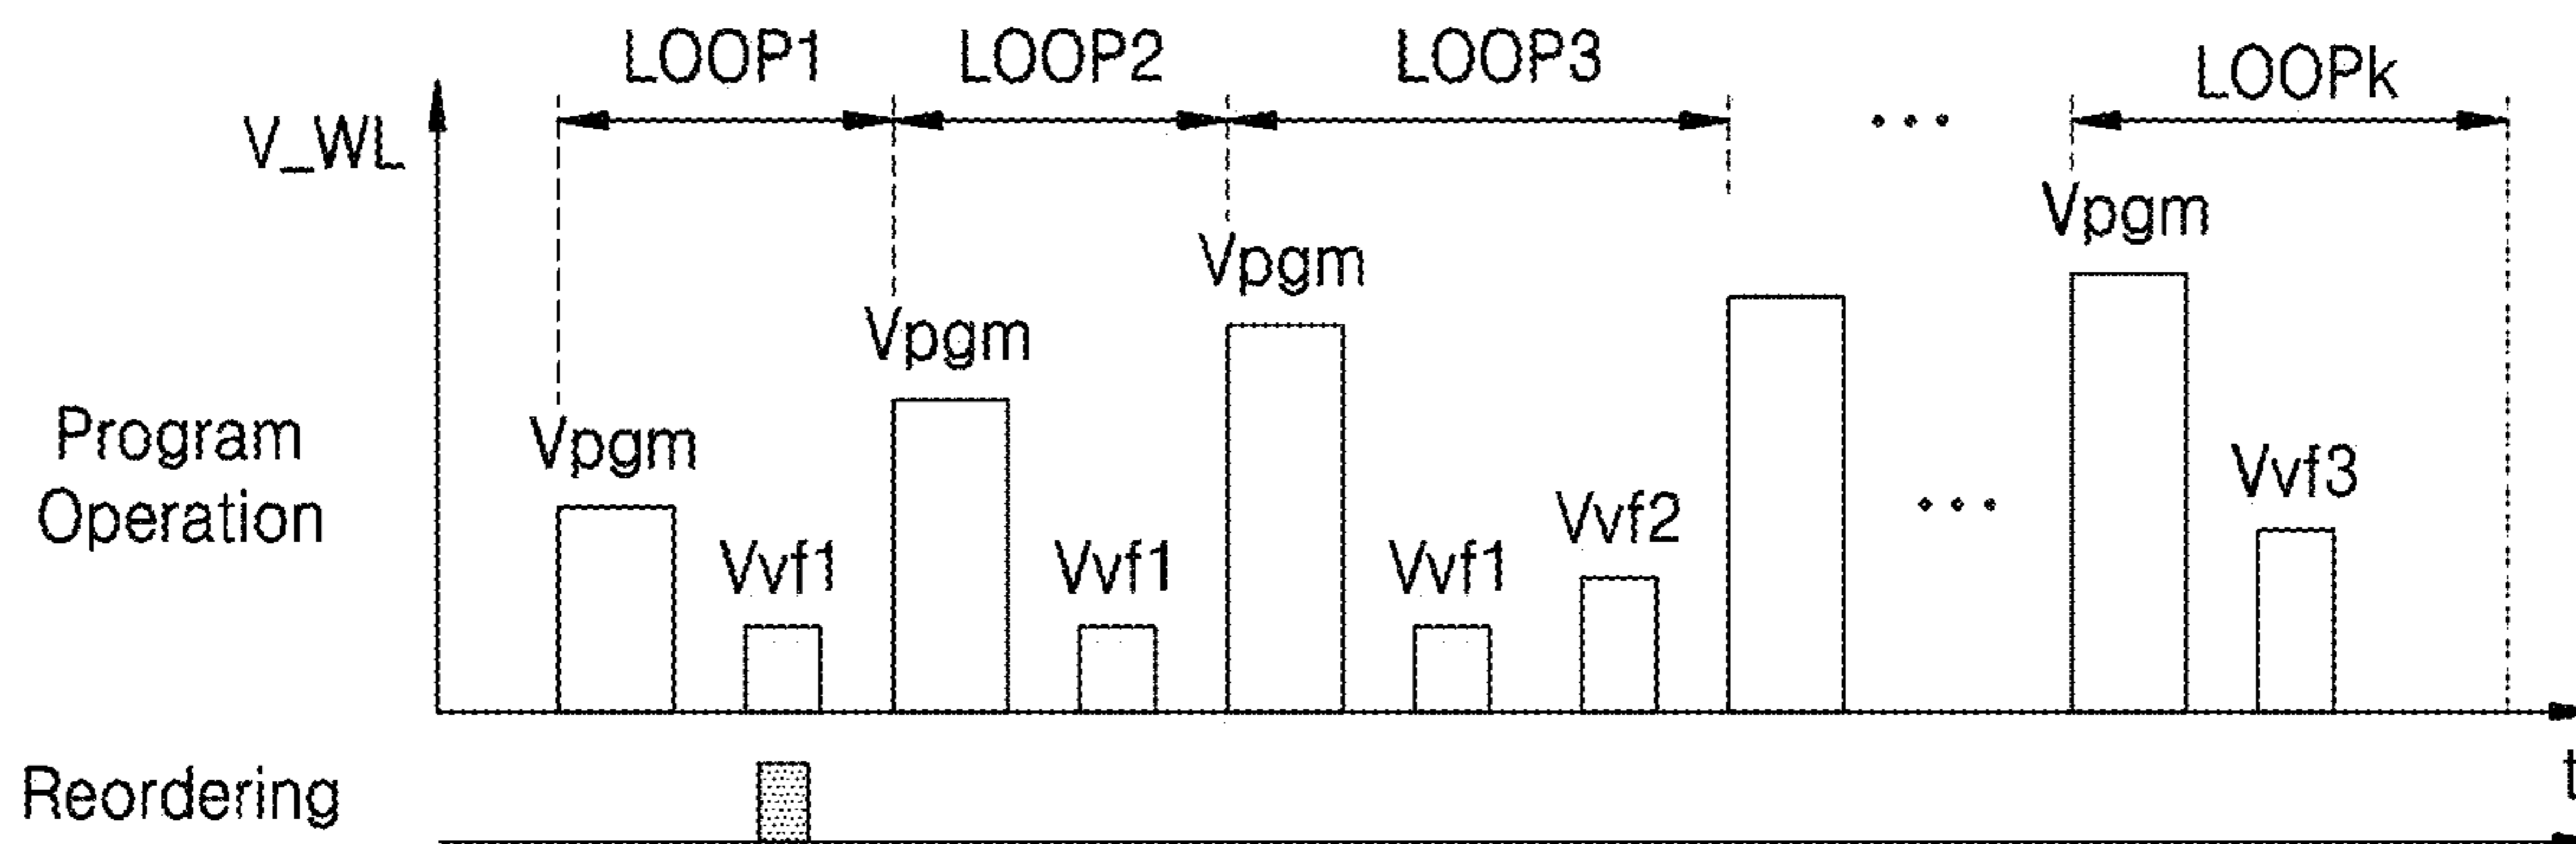 LOOP1 LOOP2 LOOP3 LOOPk
V_WL
...
Vpgm
Vpgm
Vpgm
Vpgm
Program
Operation
Vvf3
Vvf2
...
Vvf1 Vvf1 Vvf1
Reordering
t